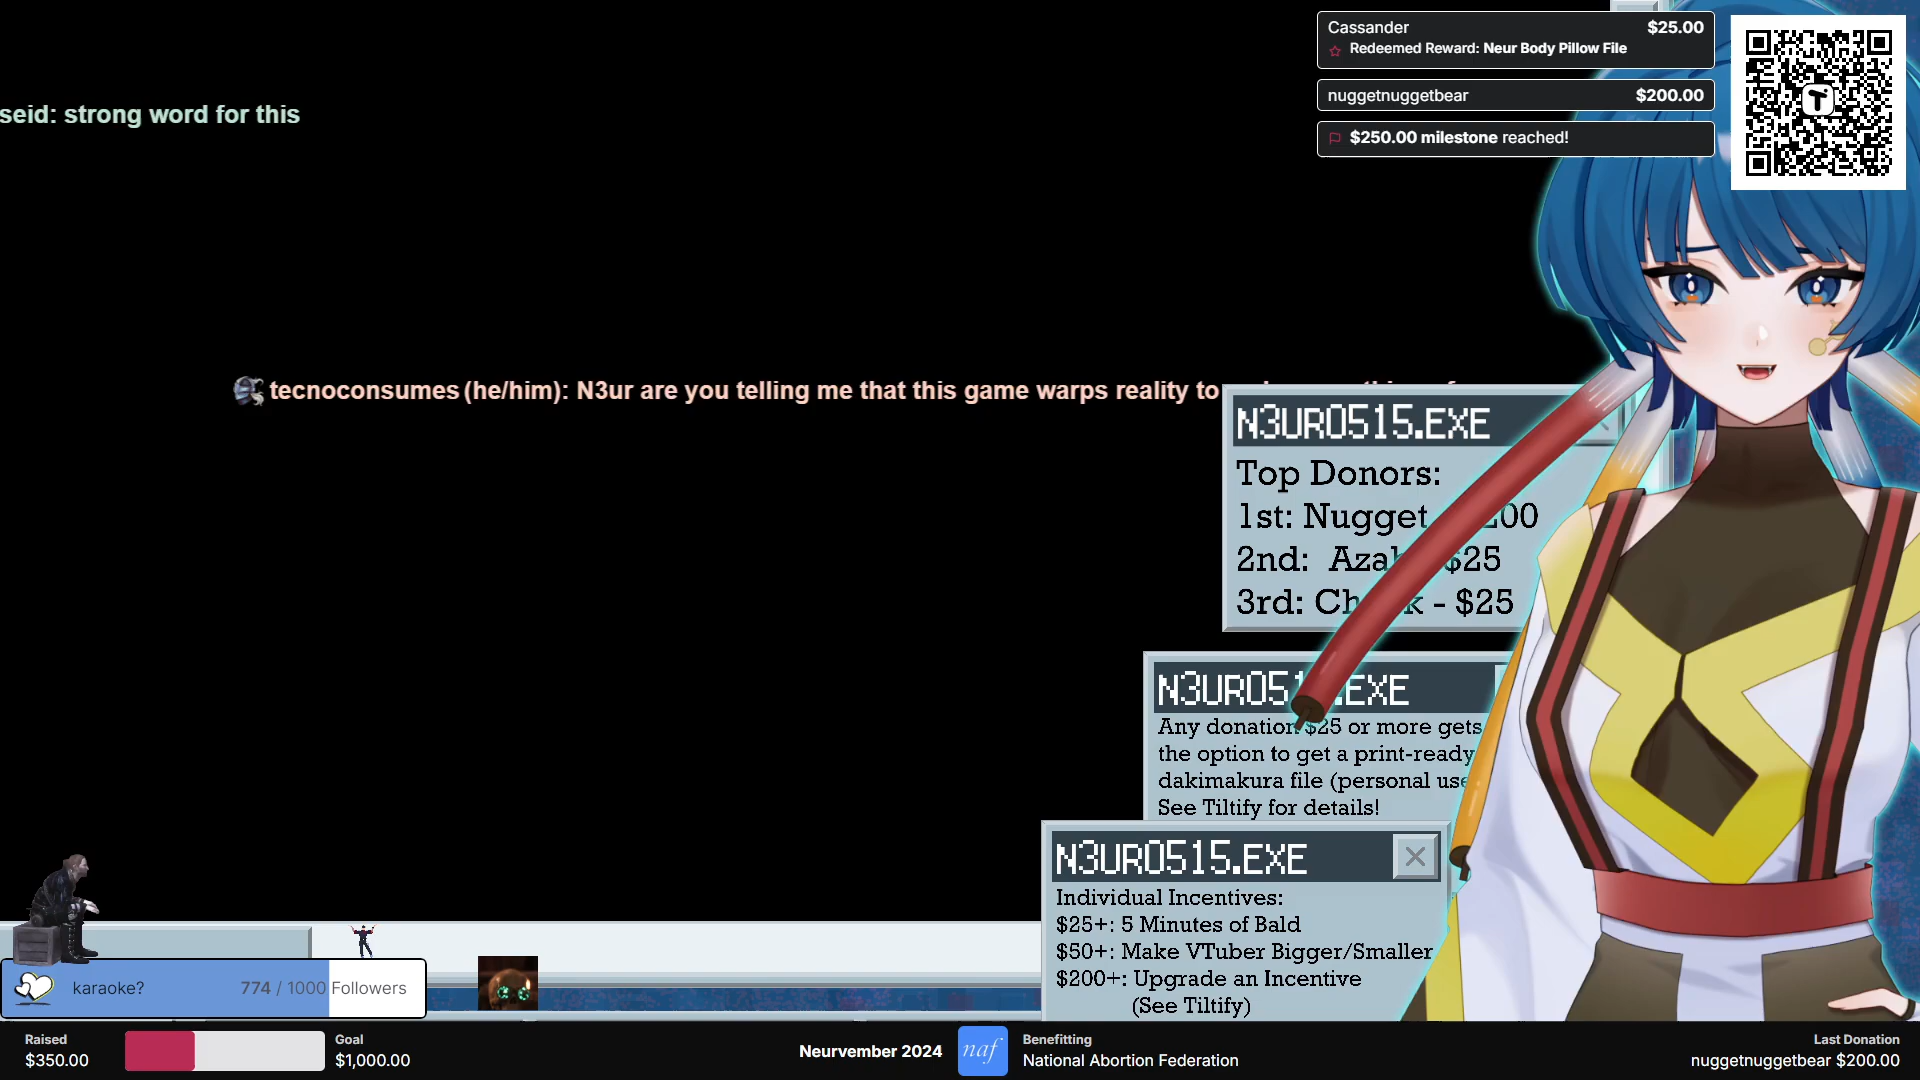 Cassander $25.00
Redeemed Reward: Neur Body Pillow File
nuggetnuggetbear $200.00
$250.00 milestone reached!
seid: strong word for this
tecnoconsumes (he/him): N3ur are you telling me that this game warps reality to
N3UR0515.EXE
Top Donors:
1st: Nugget 200
2nd: Aza $25
3rd: Ch k - $25
N3UR051 .EXE
Any donation $25 or more gets
the option to get a print-ready
dakimakura file (personal use
See Tiltify for details!
N3UR0515.EXE
Individual Incentives:
$25+: 5 Minutes of Bald
$50+: Make VTuber Bigger/Smaller
$200+: Upgrade an Incentive
(See Tiltify)
karaoke? 774 / 1000 Followers
Raised
$350.00
Goal
$1,000.00
Neurvember 2024
naf
Benefitting
National Abortion Federation
Last Donation
nuggetnuggetbear $200.00